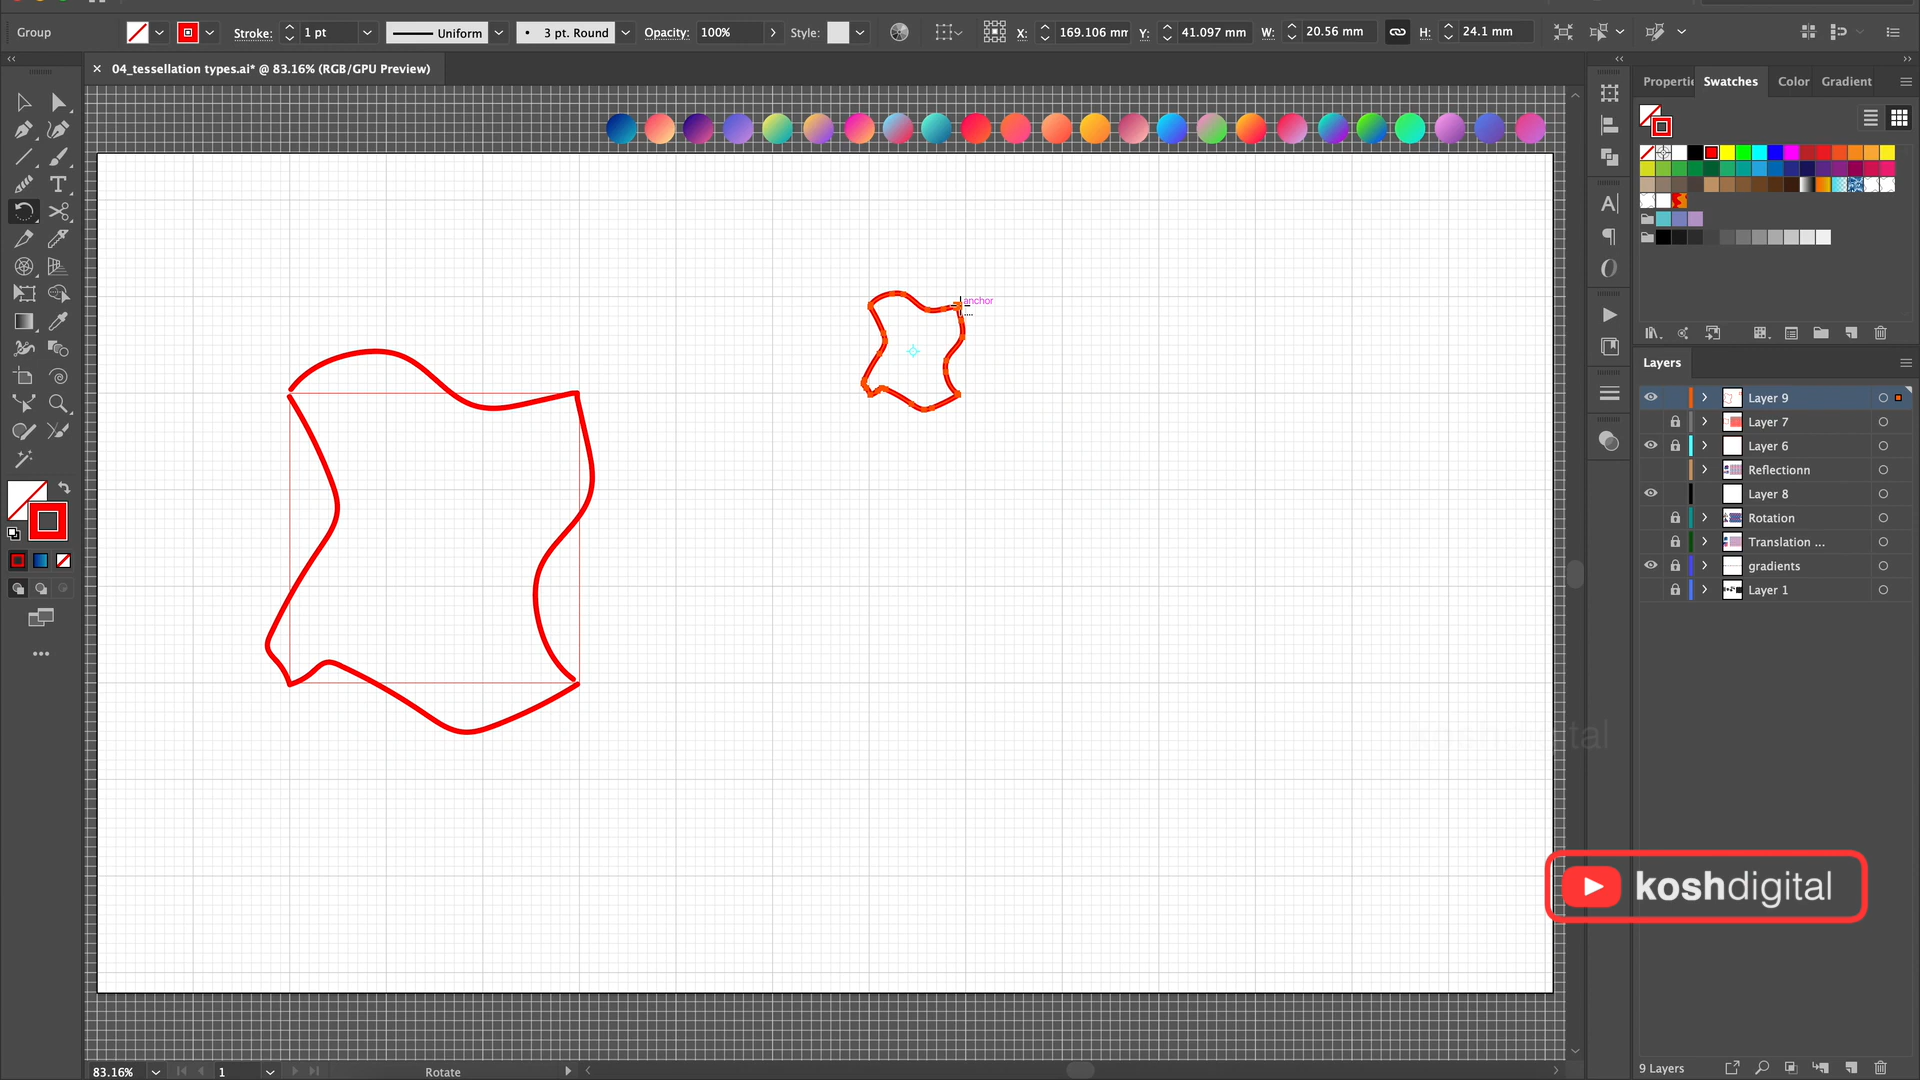 Group
Stroke:
1 pt
Uniform
3 pt. Round
Opacity:
100%
Style:
X:
169.106 mm
Y:
41.097 mm
W:
20.56 mm
H:
24.1 mm
04_tessellation types.ai* @ 83.16% (RGB/GPU Preview)
Propertie
Swatches
Color
Gradient
anchor
Layers
Layer 9
Layer 7
Layer 6
Reflectionn
Layer 8
Rotation
Translation ...
gradients
Layer 1
tal
koshdigital
83.16%
1
Rotate
9 Layers